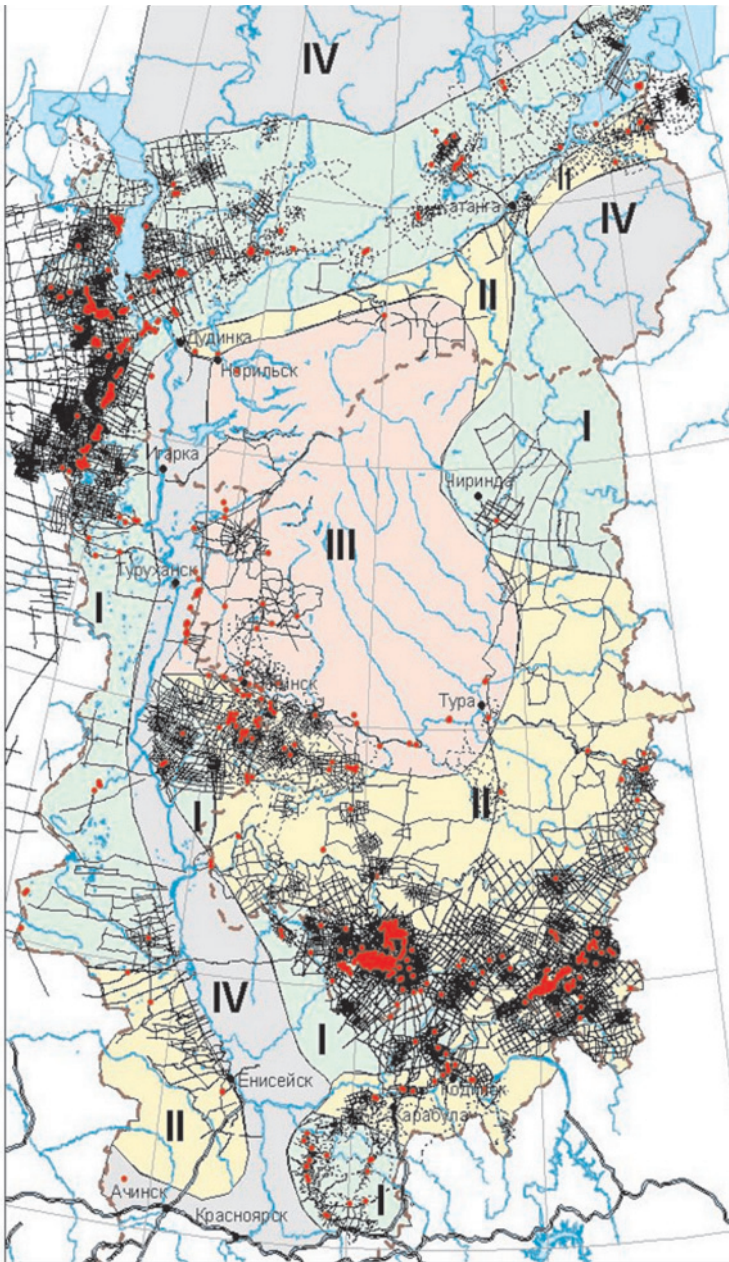 IV
II
Хатанга
IV
II
Дудинка
Норильск
I
Игарка
Чиринда
III
Туруханск
I
Тура
I
II
IV
I
Енисейск
Карабула
II
Ачинск
I
Красноярск